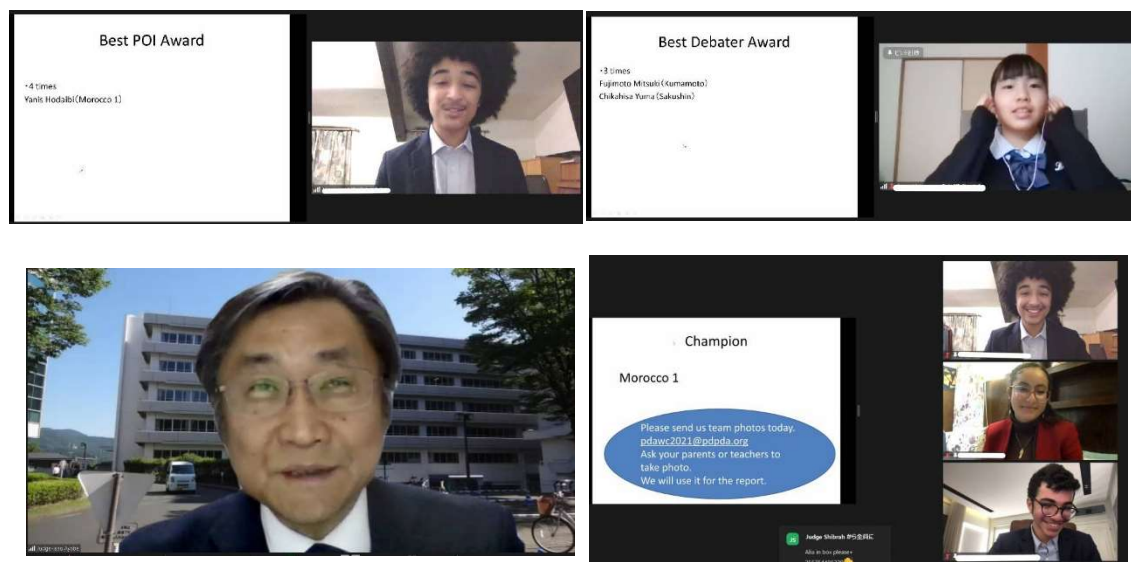 Best POI Award
・4 times
Yanis Hodaibi(Morocco 1)
Best Debater Award
・3 times
Fujimoto Mitsuki(Kumamoto)
Chikahisa Yuma(Sakushin)
Champion
Morocco 1
Please send us team photos today.
pdawc2021@pdpda.org
Ask your parents or teachers to
take photo.
We will use it for the report.
JS
Judge Shibrah から全員に
in box please